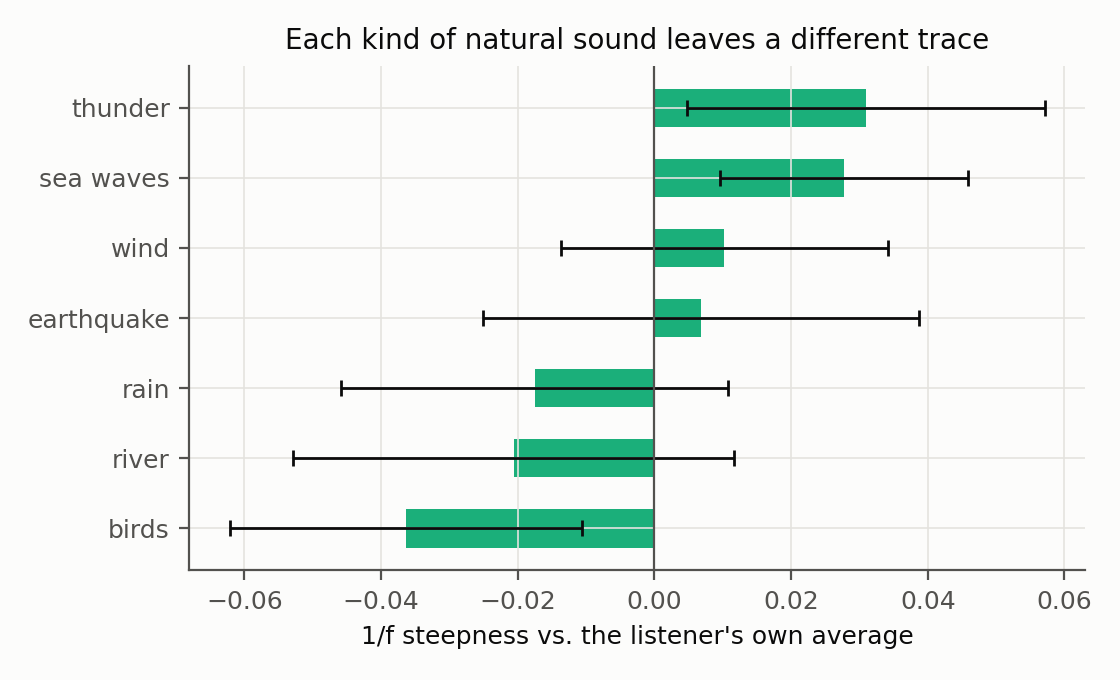 Each kind of natural sound leaves a different trace
thunder
sea waves
wind
earthquake
rain
river
birds
−0.06 −0.04 −0.02 0.00 0.02 0.04 0.06
1/f steepness vs. the listener's own average